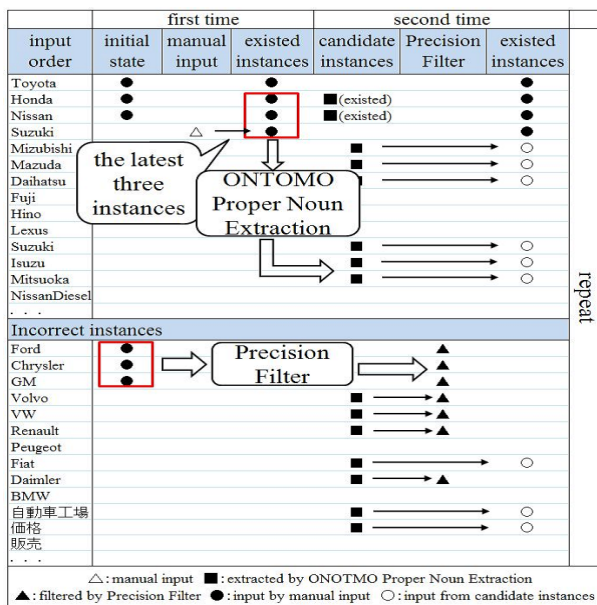 first time second time
input order initial state manual input existed instances candidate instances Precision Filter existed instances
Toyota
Honda ■(existed)
Nissan ■(existed)
Suzuki
Mizubishi
Mazuda
Daihatsu
Fuji
Hino
Lexus
Suzuki
Isuzu
Mitsuoka
NissanDiesel
. . .
the latest
three
instances
ONTOMO
Proper Noun
Extraction
repeat
Incorrect instances
Ford
Chrysler
GM
Volvo
VW
Renault
Peugeot
Fiat
Daimler
BMW
自動車工場
価格
販売
. . .
Precision
Filter
△: manual input ■: extracted by ONOTMO Proper Noun Extraction
▲: filtered by Precision Filter ●: input by manual input ○: input from candidate instances